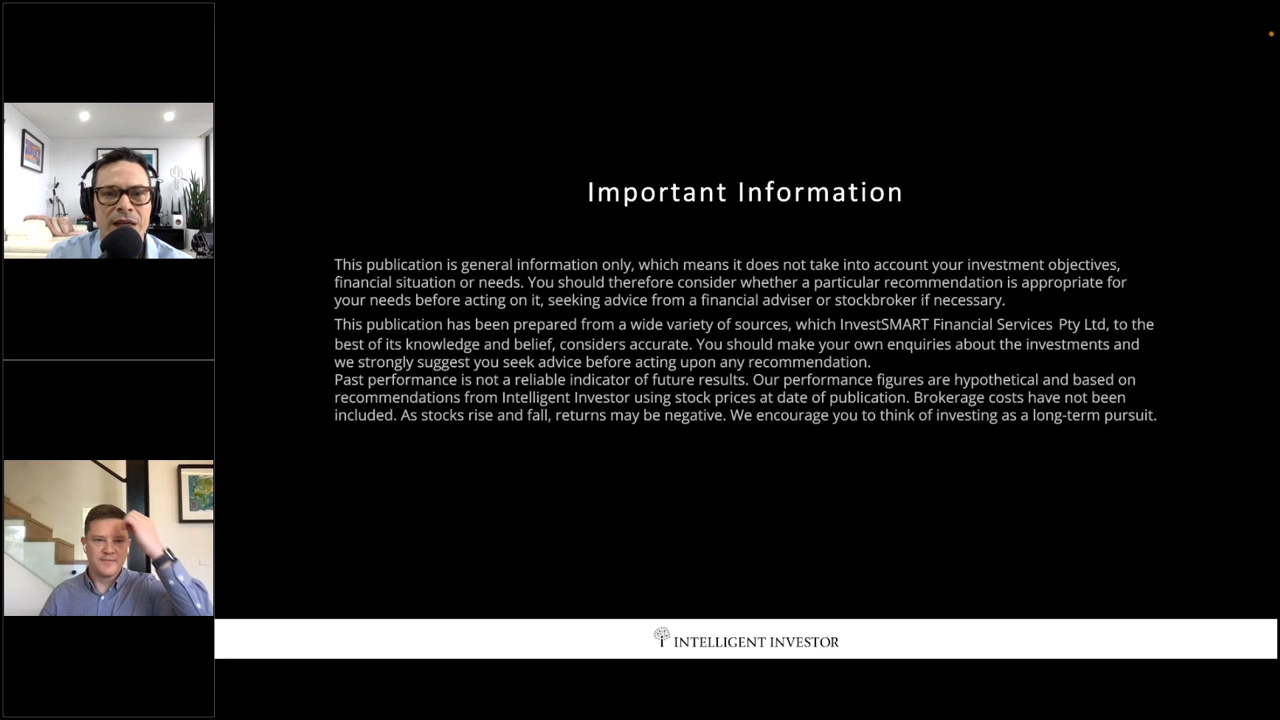 Important Information
This publication is general information only, which means it does not take into account your investment objectives,
financial situation or needs. You should therefore consider whether a particular recommendation is appropriate for
your needs before acting on it, seeking advice from a financial adviser or stockbroker if necessary.
This publication has been prepared from a wide variety of sources, which InvestSMART Financial Services Pty Ltd, to the
best of its knowledge and belief, considers accurate. You should make your own enquiries about the investments and
we strongly suggest you seek advice before acting upon any recommendation.
Past performance is not a reliable indicator of future results. Our performance figures are hypothetical and based on
recommendations from Intelligent Investor using stock prices at date of publication. Brokerage costs have not been
included. As stocks rise and fall, returns may be negative. We encourage you to think of investing as a long-term pursuit.
INTELLIGENT INVESTOR